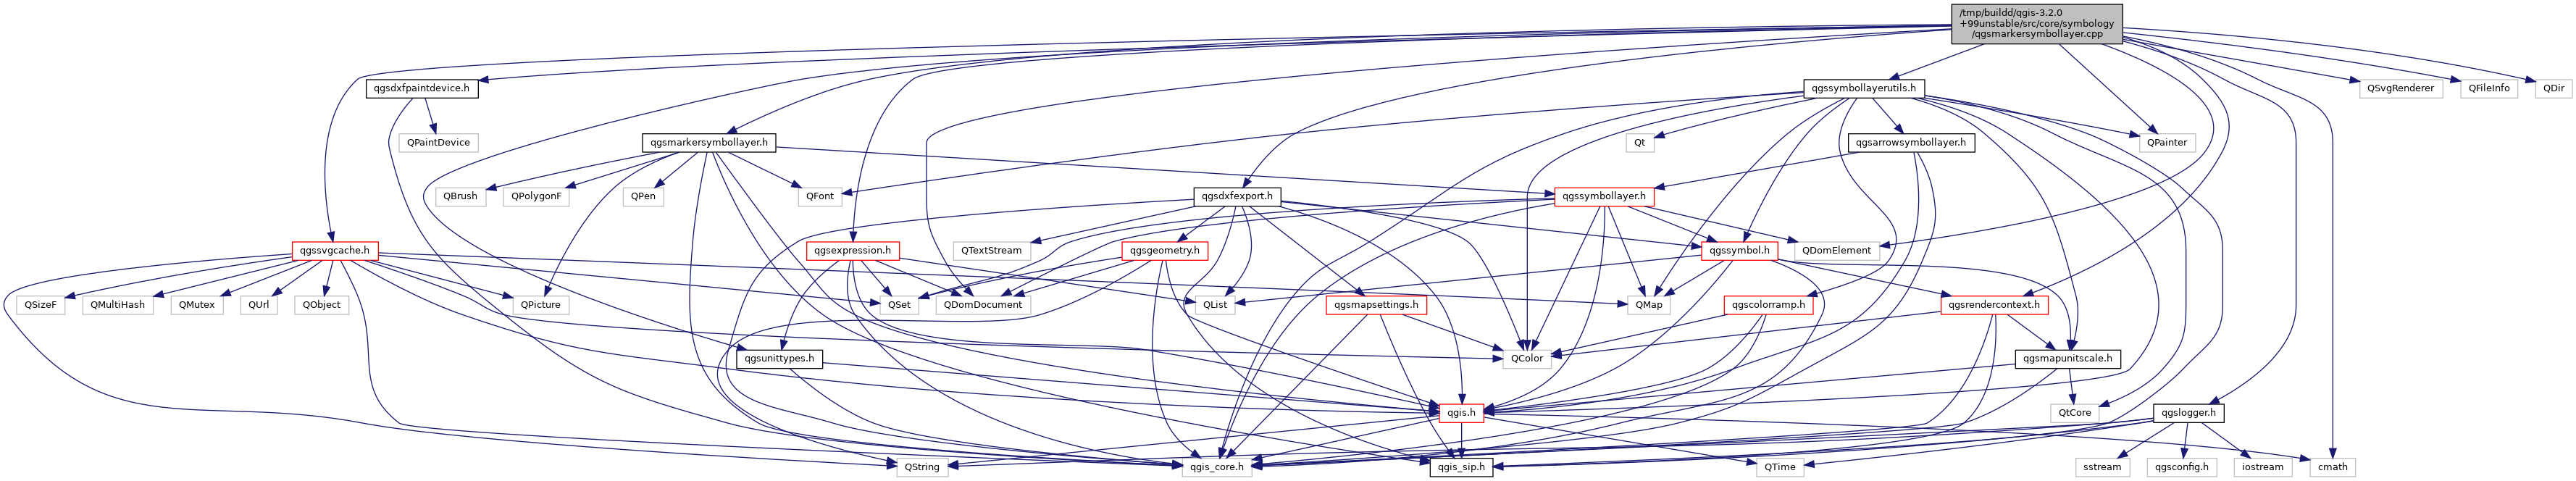 /tmp/buildd/qgis-3.2.0
+99unstable/src/core/symbology
/qgsmarkersymbollayer.cpp
qgsdxfpaintdevice.h
qgssymbollayerutils.h
QSvgRenderer
QFileInfo
QDir
QPaintDevice
qgsmarkersymbollayer.h
Qt
qgsarrowsymbollayer.h
QPainter
QBrush
QPolygonF
QPen
QFont
qgsdxfexport.h
qgssymbollayer.h
qgssvgcache.h
qgsexpression.h
QTextStream
qgsgeometry.h
qgssymbol.h
QDomElement
QSizeF
QMultiHash
QMutex
QUrl
QObject
QPicture
QSet
QDomDocument
QList
qgsmapsettings.h
QMap
qgscolorramp.h
qgsrendercontext.h
qgsunittypes.h
QColor
qgsmapunitscale.h
qgis.h
QtCore
qgslogger.h
QString
qgis_core.h
qgis_sip.h
QTime
sstream
qgsconfig.h
iostream
cmath